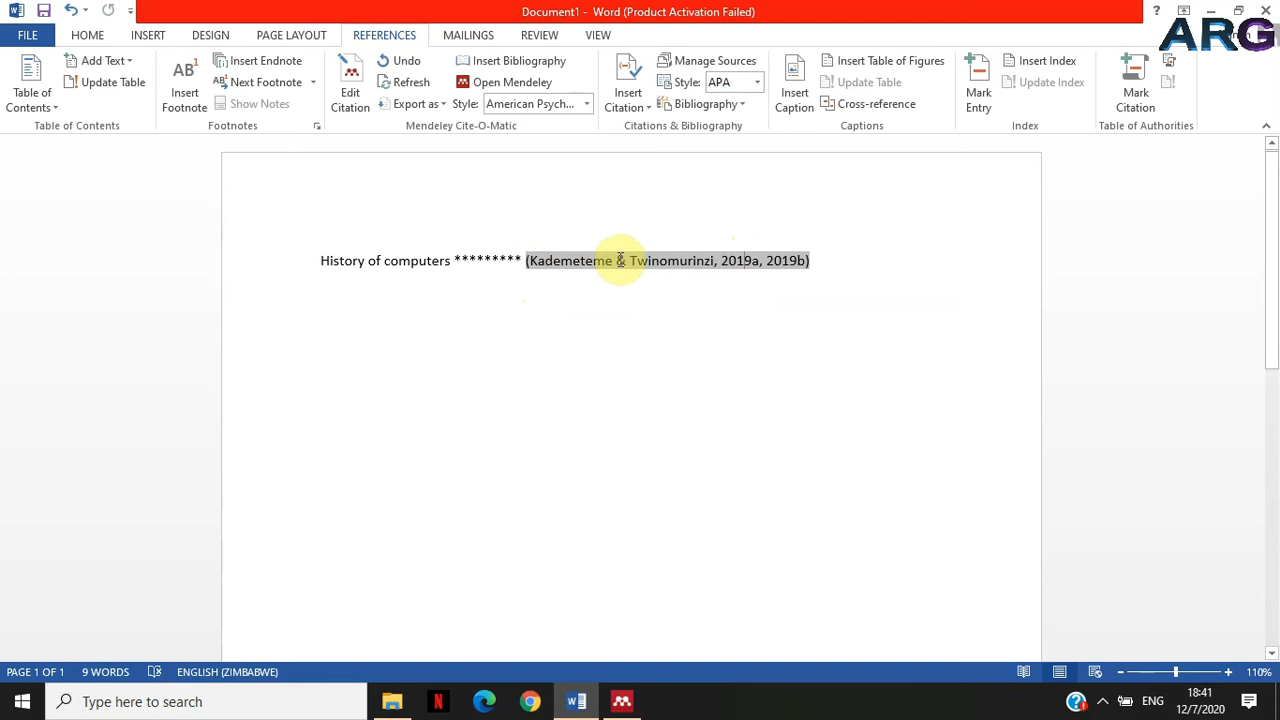 Document1 - Word (Product Activation Failed)
FILE HOME INSERT DESIGN PAGE LAYOUT REFERENCES MAILINGS REVIEW VIEW
ARG
Table of Contents
Add Text
Update Table
Table of Contents
AB1
Insert Footnote
Insert Endnote
Next Footnote
Show Notes
Footnotes
Edit Citation
Undo
Refresh
Export as
Insert Bibliography
Open Mendeley
Style: American Psych...
Mendeley Cite-O-Matic
Insert Citation
Manage Sources
Style: APA
Bibliography
Citations & Bibliography
Insert Caption
Insert Table of Figures
Update Table
Cross-reference
Captions
Mark Entry
Insert Index
Update Index
Index
Mark Citation
Table of Authorities
History of computers ********* (Kademeteme & Twinomurinzi, 2019a, 2019b)
PAGE 1 OF 1 9 WORDS ENGLISH (ZIMBABWE) 110%
Type here to search
ENG
18:41
12/7/2020